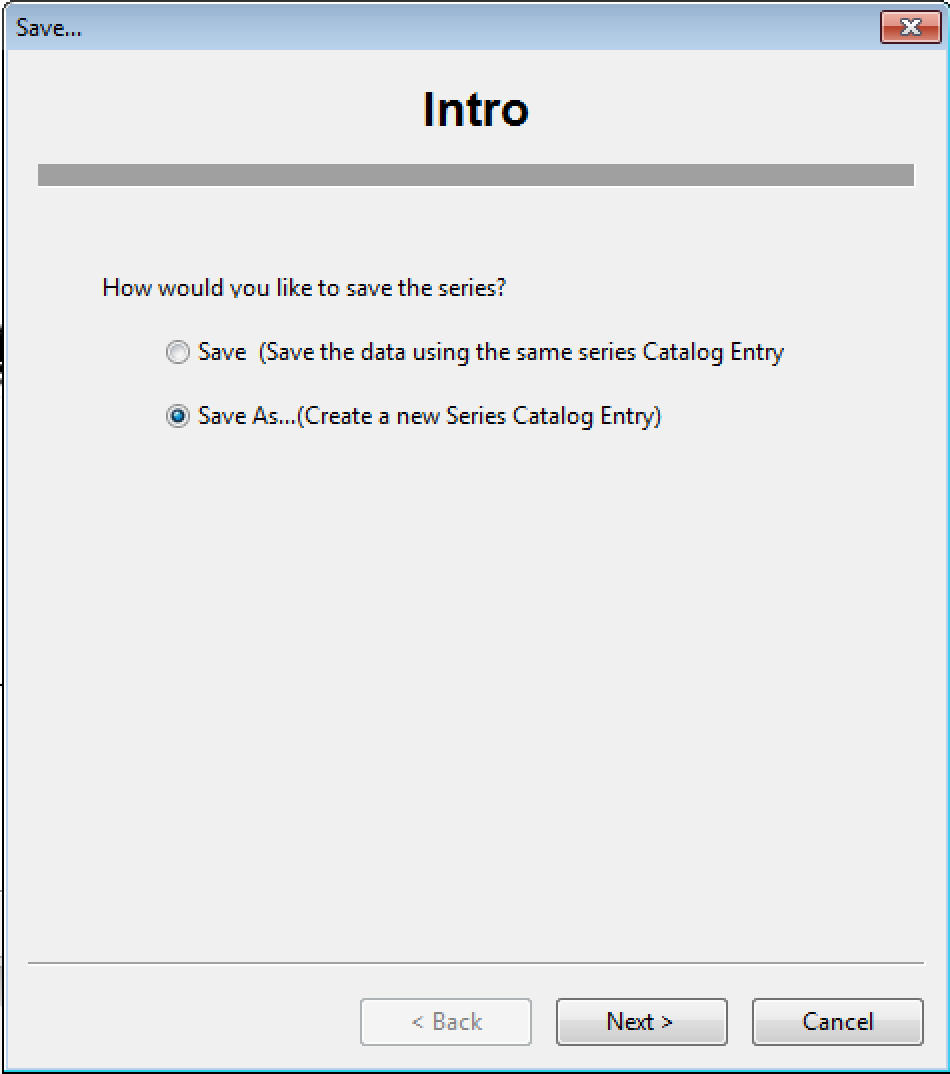 Save...
Intro
How would you like to save the series?
Save  (Save the data using the same series Catalog Entry
Save As...(Create a new Series Catalog Entry)
< Back
Next >
Cancel